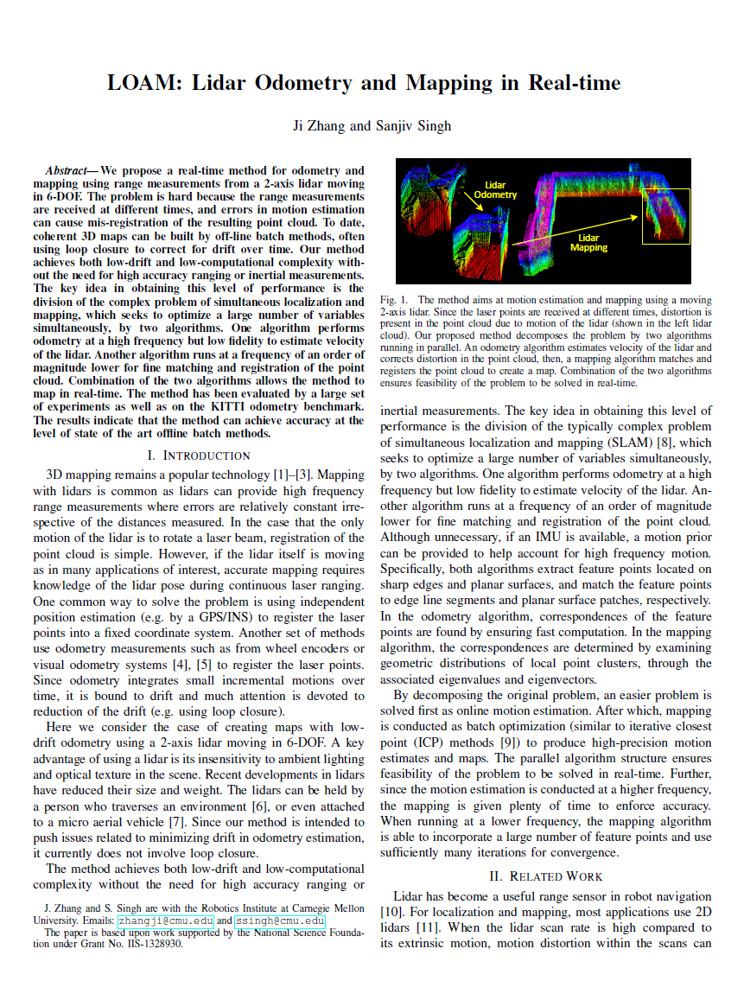 LOAM: Lidar Odometry and Mapping in Real-time
Ji Zhang and Sanjiv Singh
Abstract— We propose a real-time method for odometry and
mapping using range measurements from a 2-axis lidar moving
in 6-DOF. The problem is hard because the range measurements
are received at different times, and errors in motion estimation
can cause mis-registration of the resulting point cloud. To date,
coherent 3D maps can be built by off-line batch methods, often
using loop closure to correct for drift over time. Our method
achieves both low-drift and low-computational complexity with-
out the need for high accuracy ranging or inertial measurements.
The key idea in obtaining this level of performance is the
division of the complex problem of simultaneous localization and
mapping, which seeks to optimize a large number of variables
simultaneously, by two algorithms. One algorithm performs
odometry at a high frequency but low fidelity to estimate velocity
of the lidar. Another algorithm runs at a frequency of an order of
magnitude lower for fine matching and registration of the point
cloud. Combination of the two algorithms allows the method to
map in real-time. The method has been evaluated by a large set
of experiments as well as on the KITTI odometry benchmark.
The results indicate that the method can achieve accuracy at the
level of state of the art offline batch methods.
I. INTRODUCTION
3D mapping remains a popular technology [1]–[3]. Mapping
with lidars is common as lidars can provide high frequency
range measurements where errors are relatively constant irre-
spective of the distances measured. In the case that the only
motion of the lidar is to rotate a laser beam, registration of the
point cloud is simple. However, if the lidar itself is moving
as in many applications of interest, accurate mapping requires
knowledge of the lidar pose during continuous laser ranging.
One common way to solve the problem is using independent
position estimation (e.g. by a GPS/INS) to register the laser
points into a fixed coordinate system. Another set of methods
use odometry measurements such as from wheel encoders or
visual odometry systems [4], [5] to register the laser points.
Since odometry integrates small incremental motions over
time, it is bound to drift and much attention is devoted to
reduction of the drift (e.g. using loop closure).
Here we consider the case of creating maps with low-
drift odometry using a 2-axis lidar moving in 6-DOF. A key
advantage of using a lidar is its insensitivity to ambient lighting
and optical texture in the scene. Recent developments in lidars
have reduced their size and weight. The lidars can be held by
a person who traverses an environment [6], or even attached
to a micro aerial vehicle [7]. Since our method is intended to
push issues related to minimizing drift in odometry estimation,
it currently does not involve loop closure.
The method achieves both low-drift and low-computational
complexity without the need for high accuracy ranging or
J. Zhang and S. Singh are with the Robotics Institute at Carnegie Mellon
University. Emails: zhangji@cmu.edu and ssingh@cmu.edu
The paper is based upon work supported by the National Science Founda-
tion under Grant No. IIS-1328930.
Lidar
Odometry
Lidar
Mapping
Fig. 1. The method aims at motion estimation and mapping using a moving
2-axis lidar. Since the laser points are received at different times, distortion is
present in the point cloud due to motion of the lidar (shown in the left lidar
cloud). Our proposed method decomposes the problem by two algorithms
running in parallel. An odometry algorithm estimates velocity of the lidar and
corrects distortion in the point cloud, then, a mapping algorithm matches and
registers the point cloud to create a map. Combination of the two algorithms
ensures feasibility of the problem to be solved in real-time.
inertial measurements. The key idea in obtaining this level of
performance is the division of the typically complex problem
of simultaneous localization and mapping (SLAM) [8], which
seeks to optimize a large number of variables simultaneously,
by two algorithms. One algorithm performs odometry at a high
frequency but low fidelity to estimate velocity of the lidar. An-
other algorithm runs at a frequency of an order of magnitude
lower for fine matching and registration of the point cloud.
Although unnecessary, if an IMU is available, a motion prior
can be provided to help account for high frequency motion.
Specifically, both algorithms extract feature points located on
sharp edges and planar surfaces, and match the feature points
to edge line segments and planar surface patches, respectively.
In the odometry algorithm, correspondences of the feature
points are found by ensuring fast computation. In the mapping
algorithm, the correspondences are determined by examining
geometric distributions of local point clusters, through the
associated eigenvalues and eigenvectors.
By decomposing the original problem, an easier problem is
solved first as online motion estimation. After which, mapping
is conducted as batch optimization (similar to iterative closest
point (ICP) methods [9]) to produce high-precision motion
estimates and maps. The parallel algorithm structure ensures
feasibility of the problem to be solved in real-time. Further,
since the motion estimation is conducted at a higher frequency,
the mapping is given plenty of time to enforce accuracy.
When running at a lower frequency, the mapping algorithm
is able to incorporate a large number of feature points and use
sufficiently many iterations for convergence.
II. RELATED WORK
Lidar has become a useful range sensor in robot navigation
[10]. For localization and mapping, most applications use 2D
lidars [11]. When the lidar scan rate is high compared to
its extrinsic motion, motion distortion within the scans can